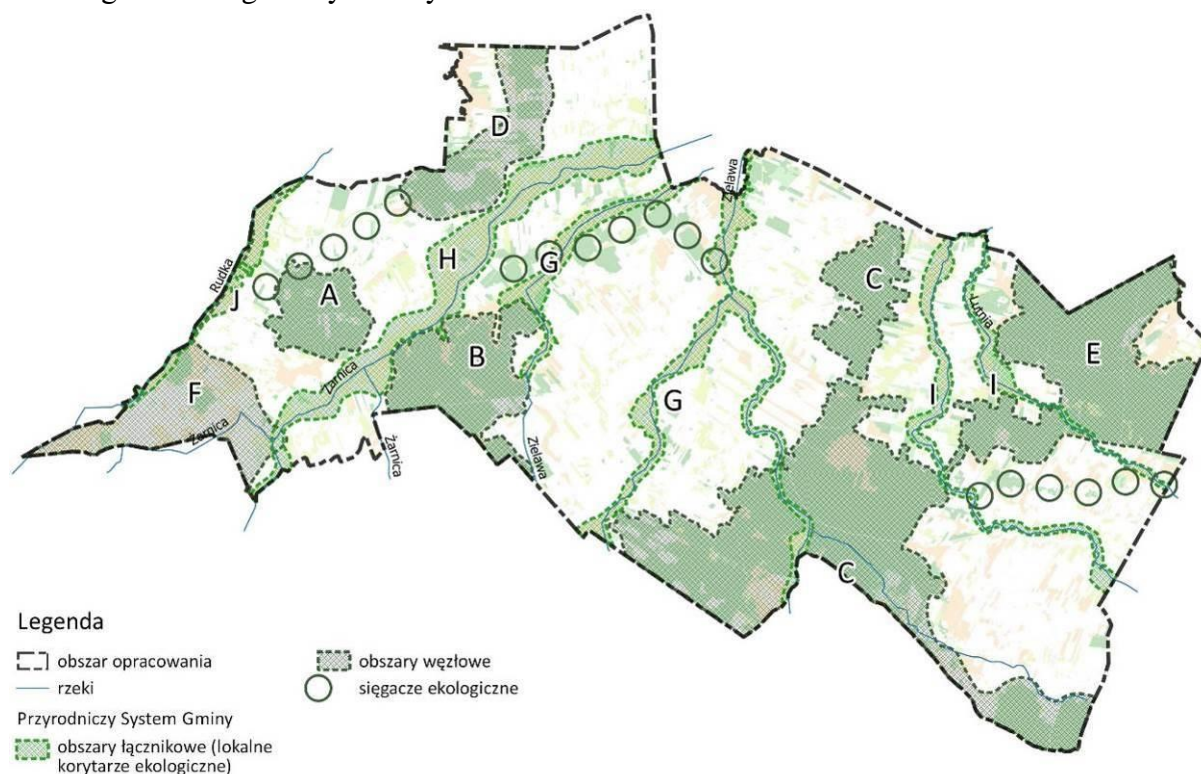 D
Zielawa
H
G
C
Rudka
J
A
Lutnia
B
E
F
Żarnica
G
I
I
Żarnica
Żarnica
Zielawa
C
Legenda
obszar opracowania
rzeki
Przyrodniczy System Gminy
obszary łącznikowe (lokalne
korytarze ekologiczne)
obszary węzłowe
sięgacze ekologiczne